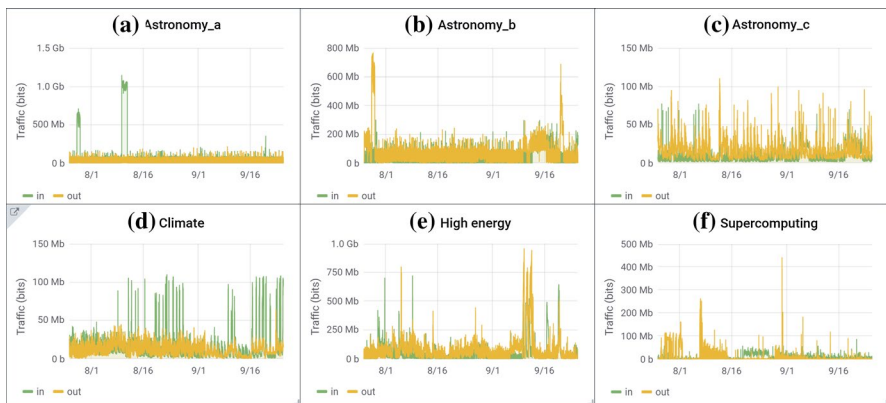 (a) Astronomy_a
Traffic (bits)
1.5 Gb
1.0 Gb
500 Mb
0 b
8/1 8/16 9/1 9/16
in out
(b) Astronomy_b
Traffic (bits)
800 Mb
600 Mb
400 Mb
200 Mb
0 b
8/1 8/16 9/1 9/16
in out
(c) Astronomy_c
Traffic (bits)
150 Mb
100 Mb
50 Mb
0 b
8/1 8/16 9/1 9/16
in out
(d) Climate
Traffic (bits)
150 Mb
100 Mb
50 Mb
0 b
8/1 8/16 9/1 9/16
in out
(e) High energy
Traffic (bits)
1.0 Gb
750 Mb
500 Mb
250 Mb
0 b
8/1 8/16 9/1 9/16
in out
(f) Supercomputing
Traffic (bits)
500 Mb
400 Mb
300 Mb
200 Mb
100 Mb
0 b
8/1 8/16 9/1 9/16
in out